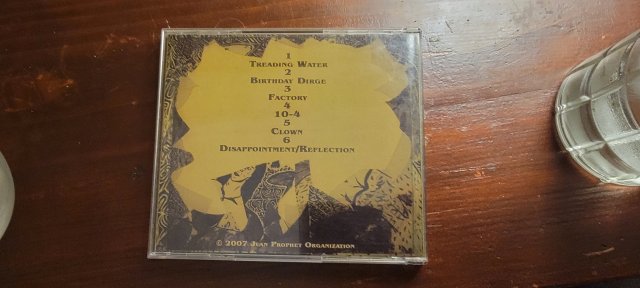 1
Treading Water
2
Birthday Dirge
3
Factory
4
10-4
5
Clown
6
Disappointment/Reflection
© 2007 Juan Prophet Organization